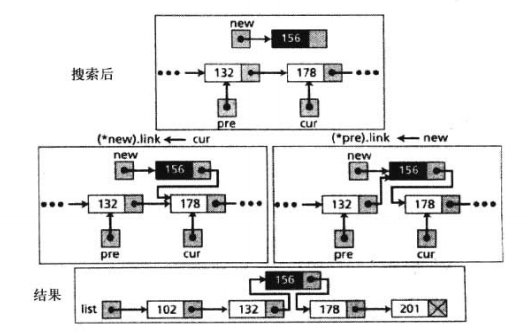 new
156
搜索后
132 178
pre cur
(*new).link ← cur
(*pre).link ← new
new
156
132 178
pre cur
new
156
132 178
pre cur
结果
156
list 102 132 178 201